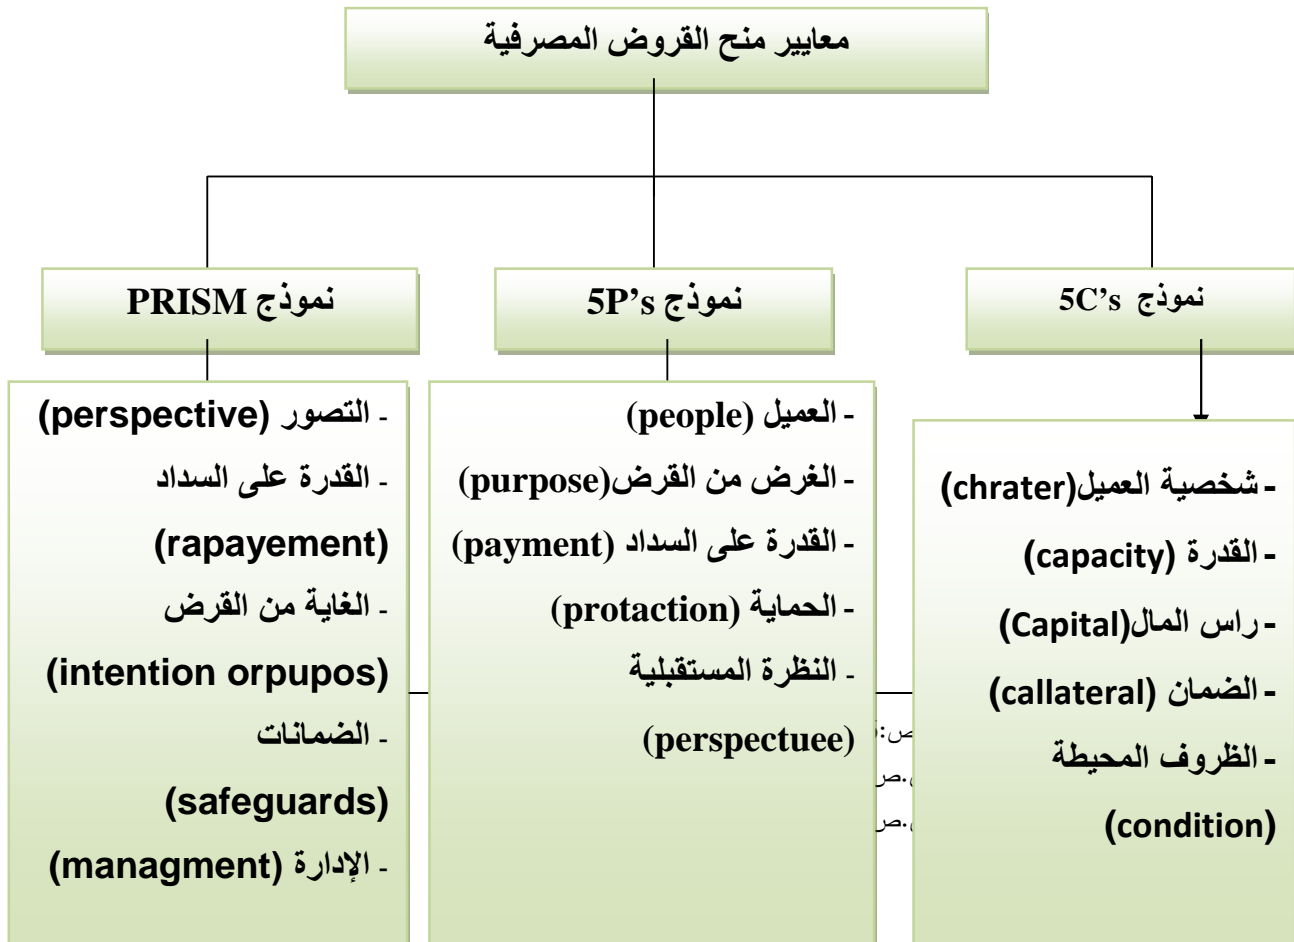 معايير منح القروض المصرفية
نموذج 5C's
نموذج 5P's
نموذج PRISM
- شخصية العميل(chrater)
- القدرة (capacity)
- راس المال(Capital)
- الضمان (callateral)
- الظروف المحيطة
(condition)
- العميل (people)
- الغرض من القرض(purpose)
- القدرة على السداد (payment)
- الحماية (protaction)
- النظرة المستقبلية
(perspectuee)
- التصور (perspective)
- القدرة على السداد
(rapayement)
- الغاية من القرض
(intention orpupos)
- الضمانات
(safeguards)
- الإدارة (managment)
ص:
ص.
ص.